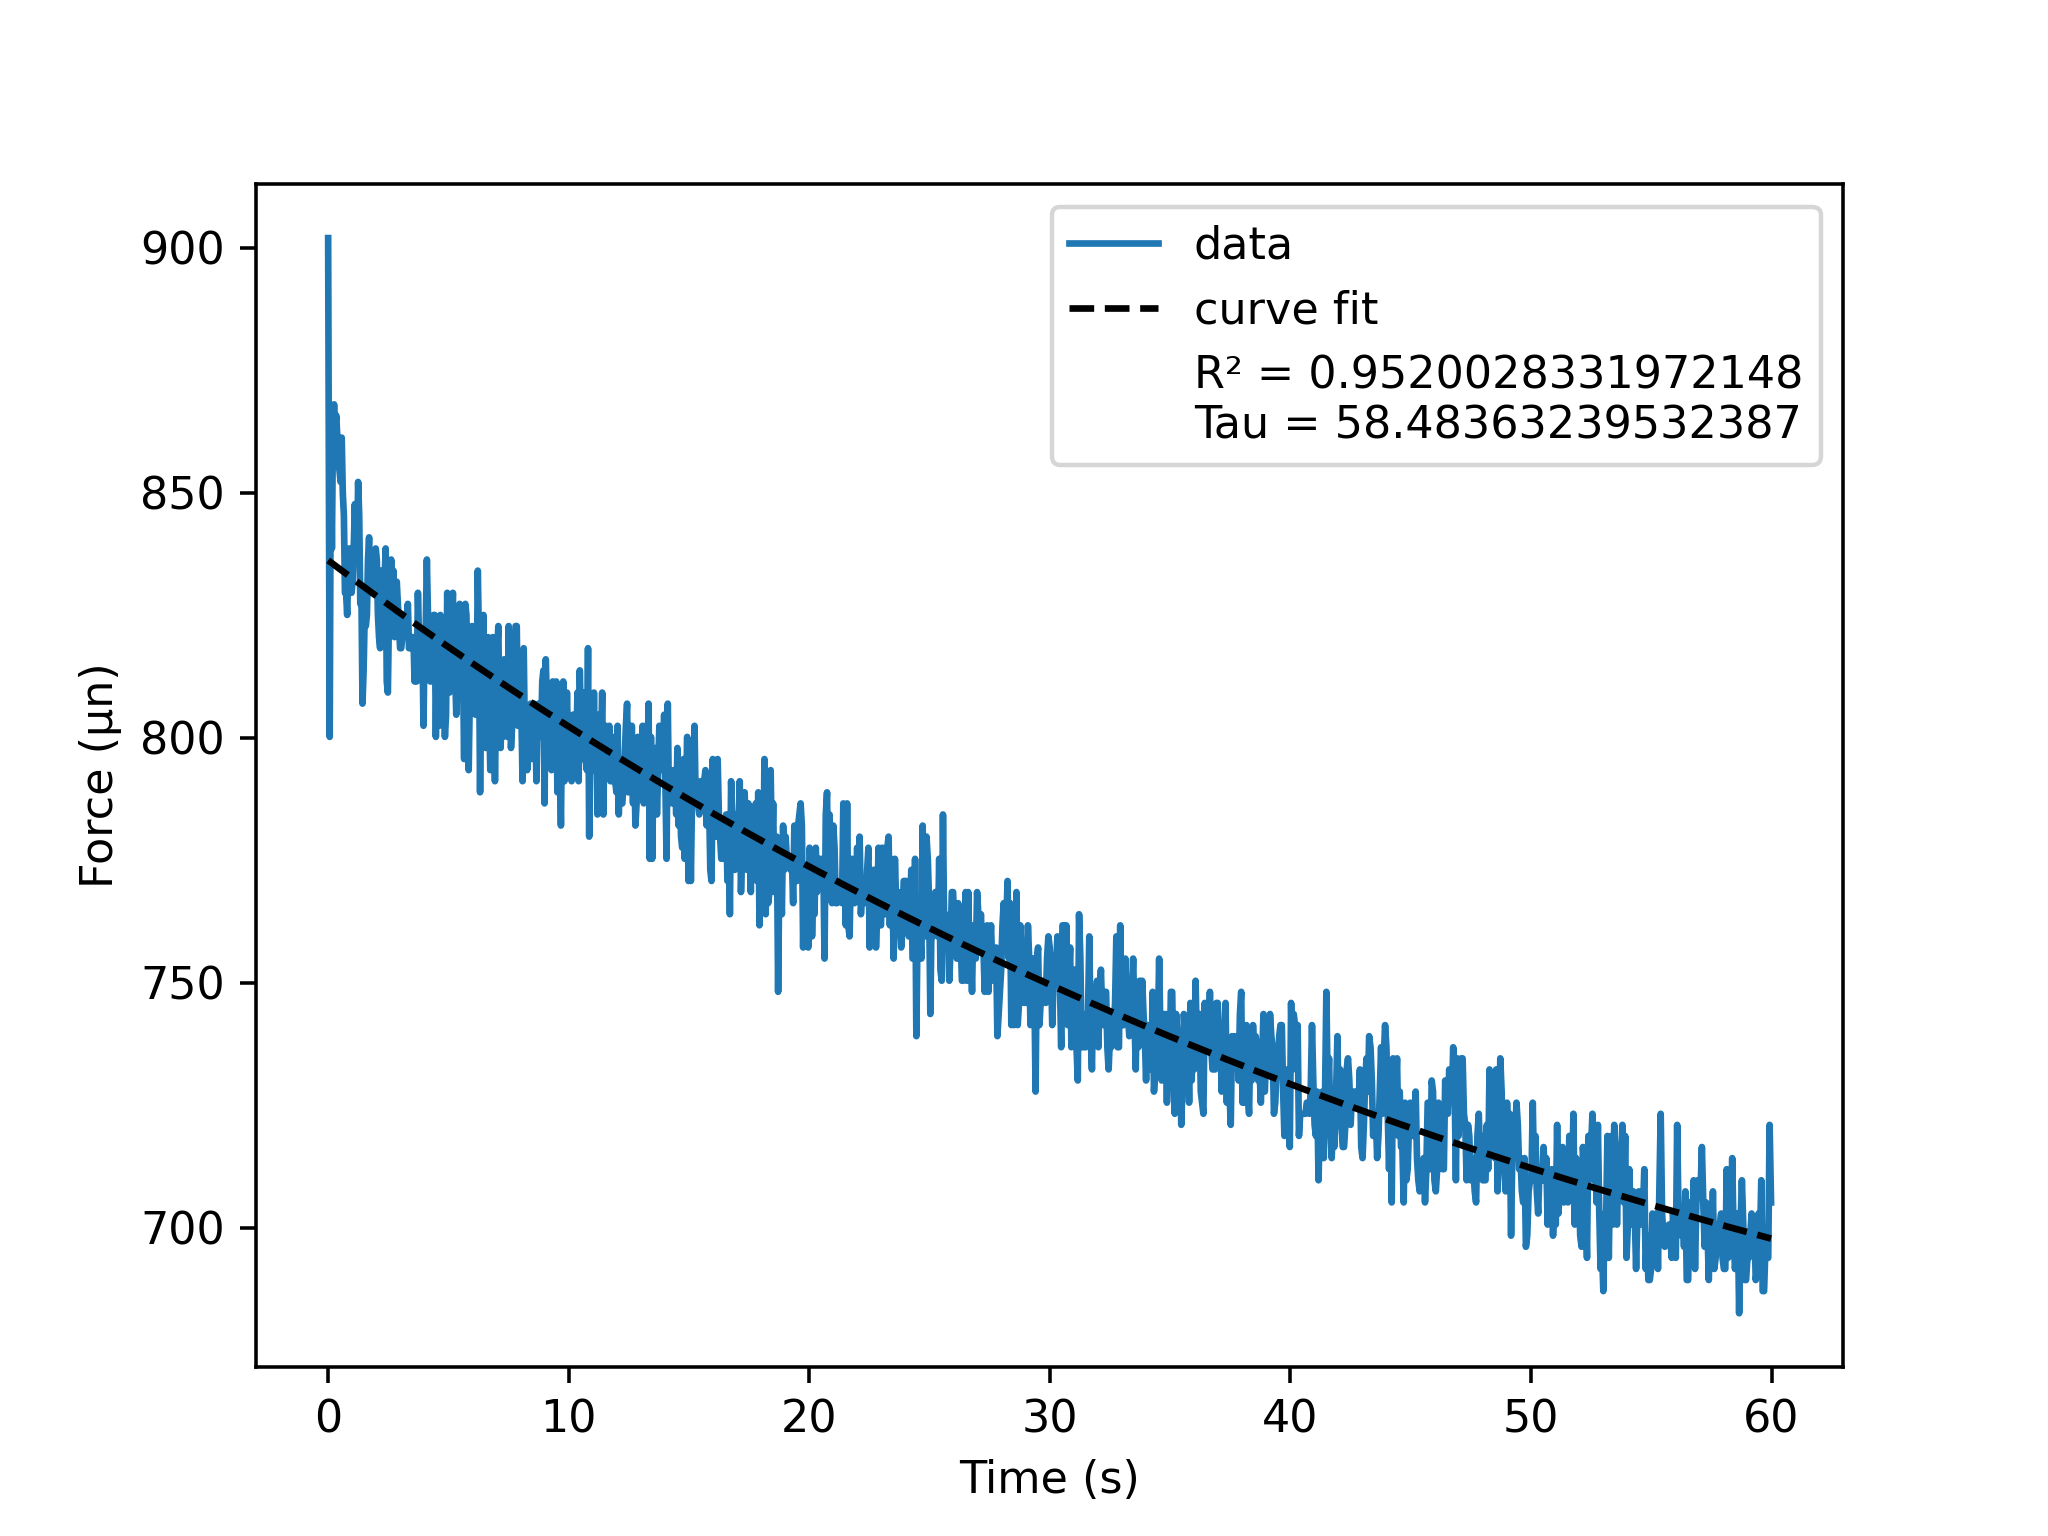 data
curve fit
R² = 0.9520028331972148
Tau = 58.48363239532387
900
850
800
750
700
Force (μn)
0 10 20 30 40 50 60
Time (s)